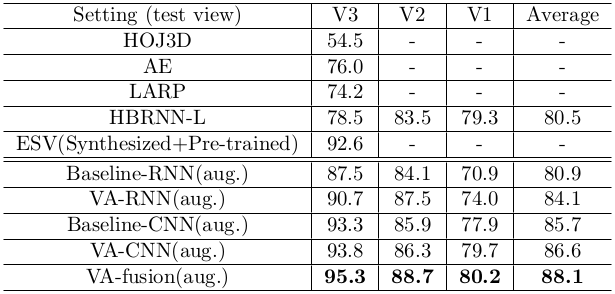 Setting (test view) V3 V2 V1 Average
HOJ3D 54.5 - - -
AE 76.0 - - -
LARP 74.2 - - -
HBRNN-L 78.5 83.5 79.3 80.5
ESV(Synthesized+Pre-trained) 92.6 - - -
Baseline-RNN(aug.) 87.5 84.1 70.9 80.9
VA-RNN(aug.) 90.7 87.5 74.0 84.1
Baseline-CNN(aug.) 93.3 85.9 77.9 85.7
VA-CNN(aug.) 93.8 86.3 79.7 86.6
VA-fusion(aug.) 95.3 88.7 80.2 88.1